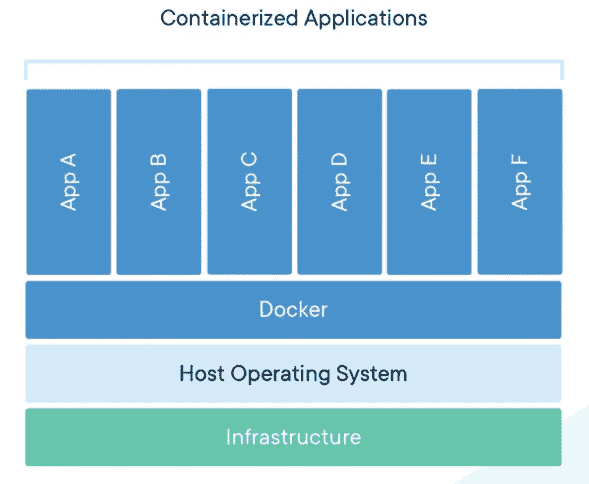 Containerized Applications
App A
App B
App C
App D
App E
App F
Docker
Host Operating System
Infrastructure